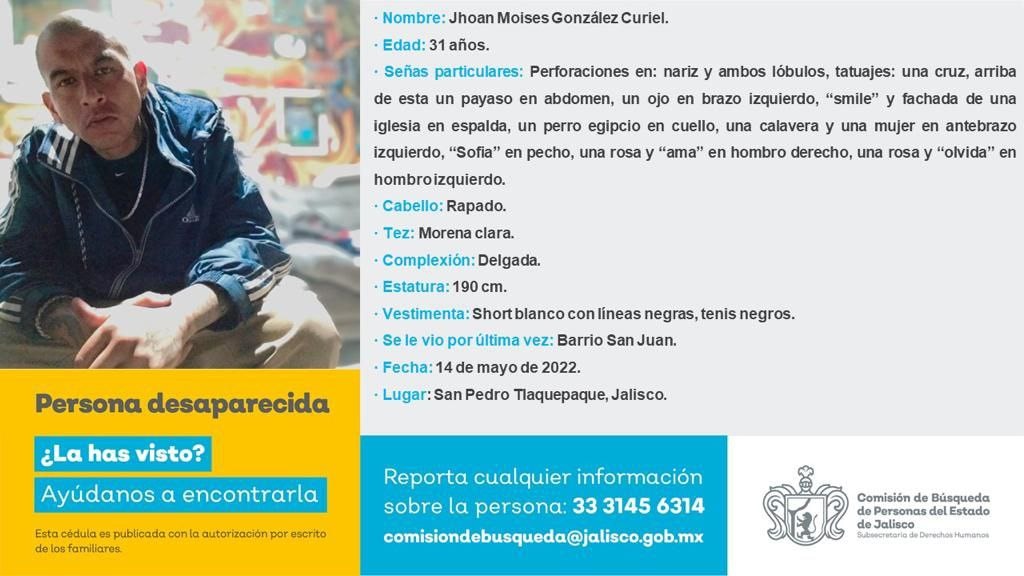 · Nombre: Jhoan Moises González Curiel.
· Edad: 31 años.
· Señas particulares: Perforaciones en: nariz y ambos lóbulos, tatuajes: una cruz, arriba
de esta un payaso en abdomen, un ojo en brazo izquierdo, “smile” y fachada de una
iglesia en espalda, un perro egipcio en cuello, una calavera y una mujer en antebrazo
izquierdo, “Sofia” en pecho, una rosa y “ama” en hombro derecho, una rosa y “olvida” en
hombro izquierdo.
· Cabello: Rapado.
· Tez: Morena clara.
· Complexión: Delgada.
· Estatura: 190 cm.
· Vestimenta: Short blanco con líneas negras, tenis negros.
· Se le vio por última vez: Barrio San Juan.
· Fecha: 14 de mayo de 2022.
· Lugar: San Pedro Tlaquepaque, Jalisco.
adidas
Persona desaparecida
¿La has visto?
Ayúdanos a encontrarla
Esta cédula es publicada con la autorización por escrito
de los familiares.
Reporta cualquier información
sobre la persona: 33 3145 6314
comisiondebusqueda@jalisco.gob.mx
Comisión de Búsqueda
de Personas del Estado
de Jalisco
Subsecretaría de Derechos Humanos